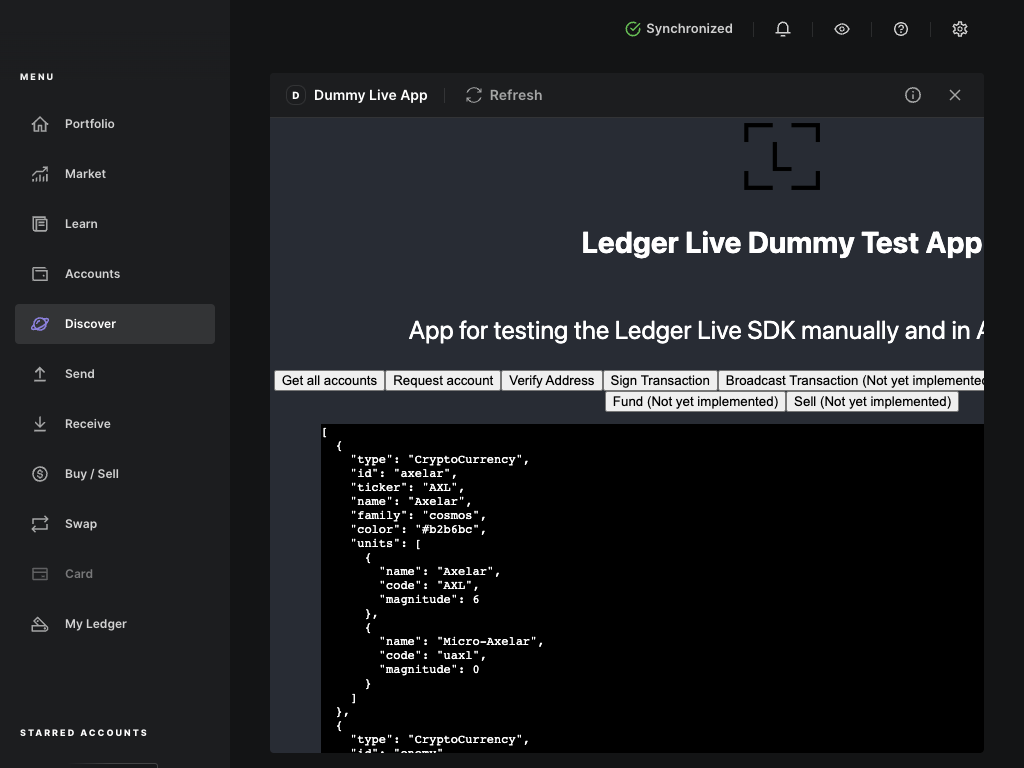 Synchronized
MENU
Portfolio
Market
Learn
Accounts
Discover
Send
Receive
Buy / Sell
Swap
Card
My Ledger
STARRED ACCOUNTS
D Dummy Live App
Refresh
L
Ledger Live Dummy Test App
App for testing the Ledger Live SDK manually and in
Get all accounts Request account Verify Address Sign Transaction Broadcast Transaction (Not yet
Fund (Not yet implemented) Sell (Not yet implemented)
[
  {
    "type": "CryptoCurrency",
    "id": "axelar",
    "ticker": "AXL",
    "name": "Axelar",
    "family": "cosmos",
    "color": "#b2b6bc",
    "units": [
      {
        "name": "Axelar",
        "code": "AXL",
        "magnitude": 6
      },
      {
        "name": "Micro-Axelar",
        "code": "uaxl",
        "magnitude": 0
      }
    ]
  },
  {
    "type": "CryptoCurrency",